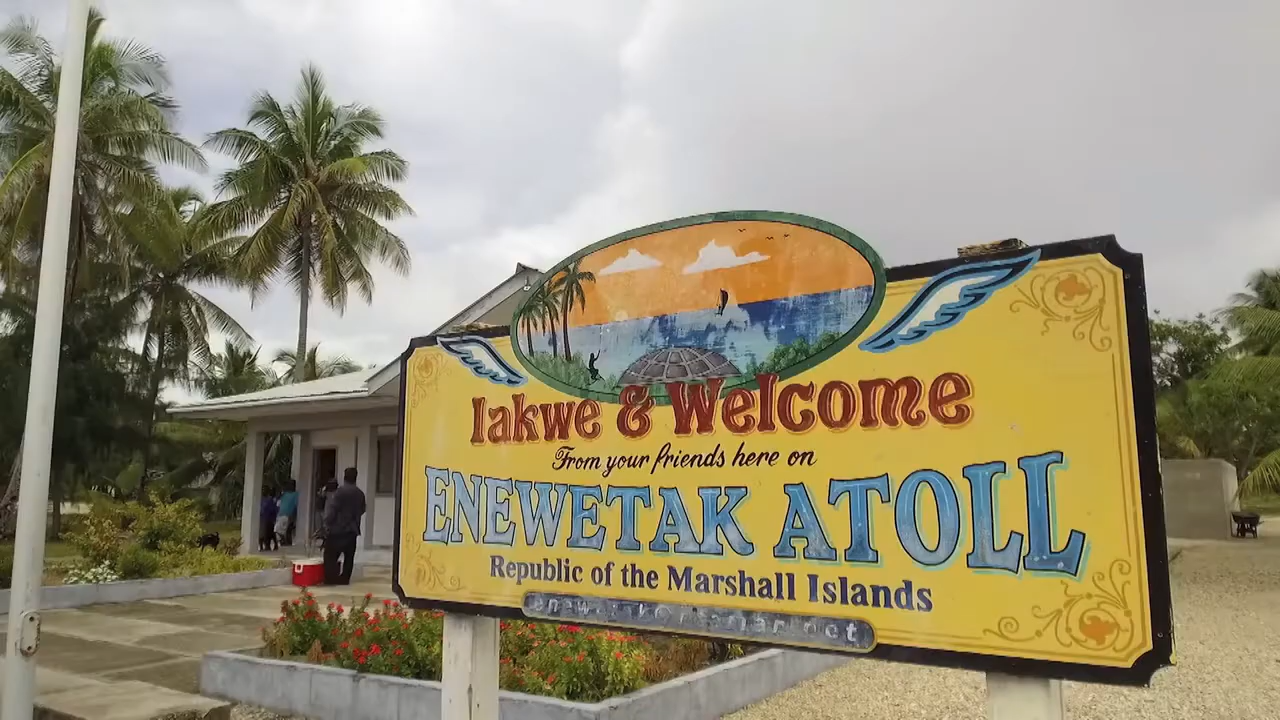 Iakwe & Welcome
From your friends here on
ENEWETAK ATOLL
Republic of the Marshall Islands